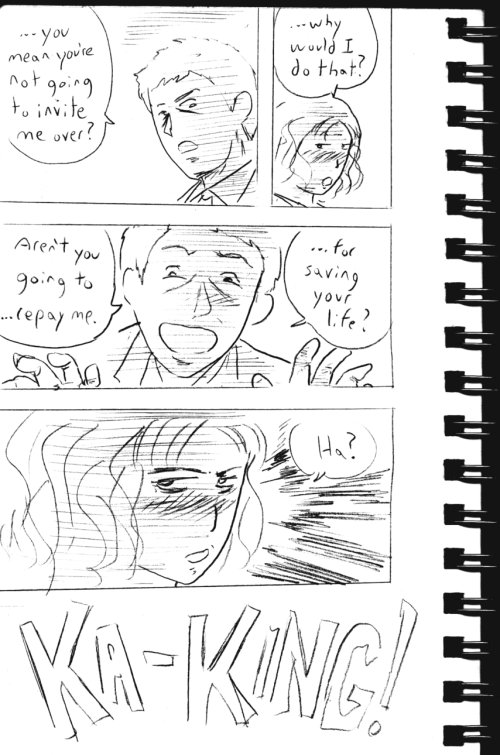 ...you
mean you're
not going
to invite
me over?
...why
would I
do that?
Aren't you
going to
...repay me.
...for
saving
your
life?
Ha?
KA-KING!